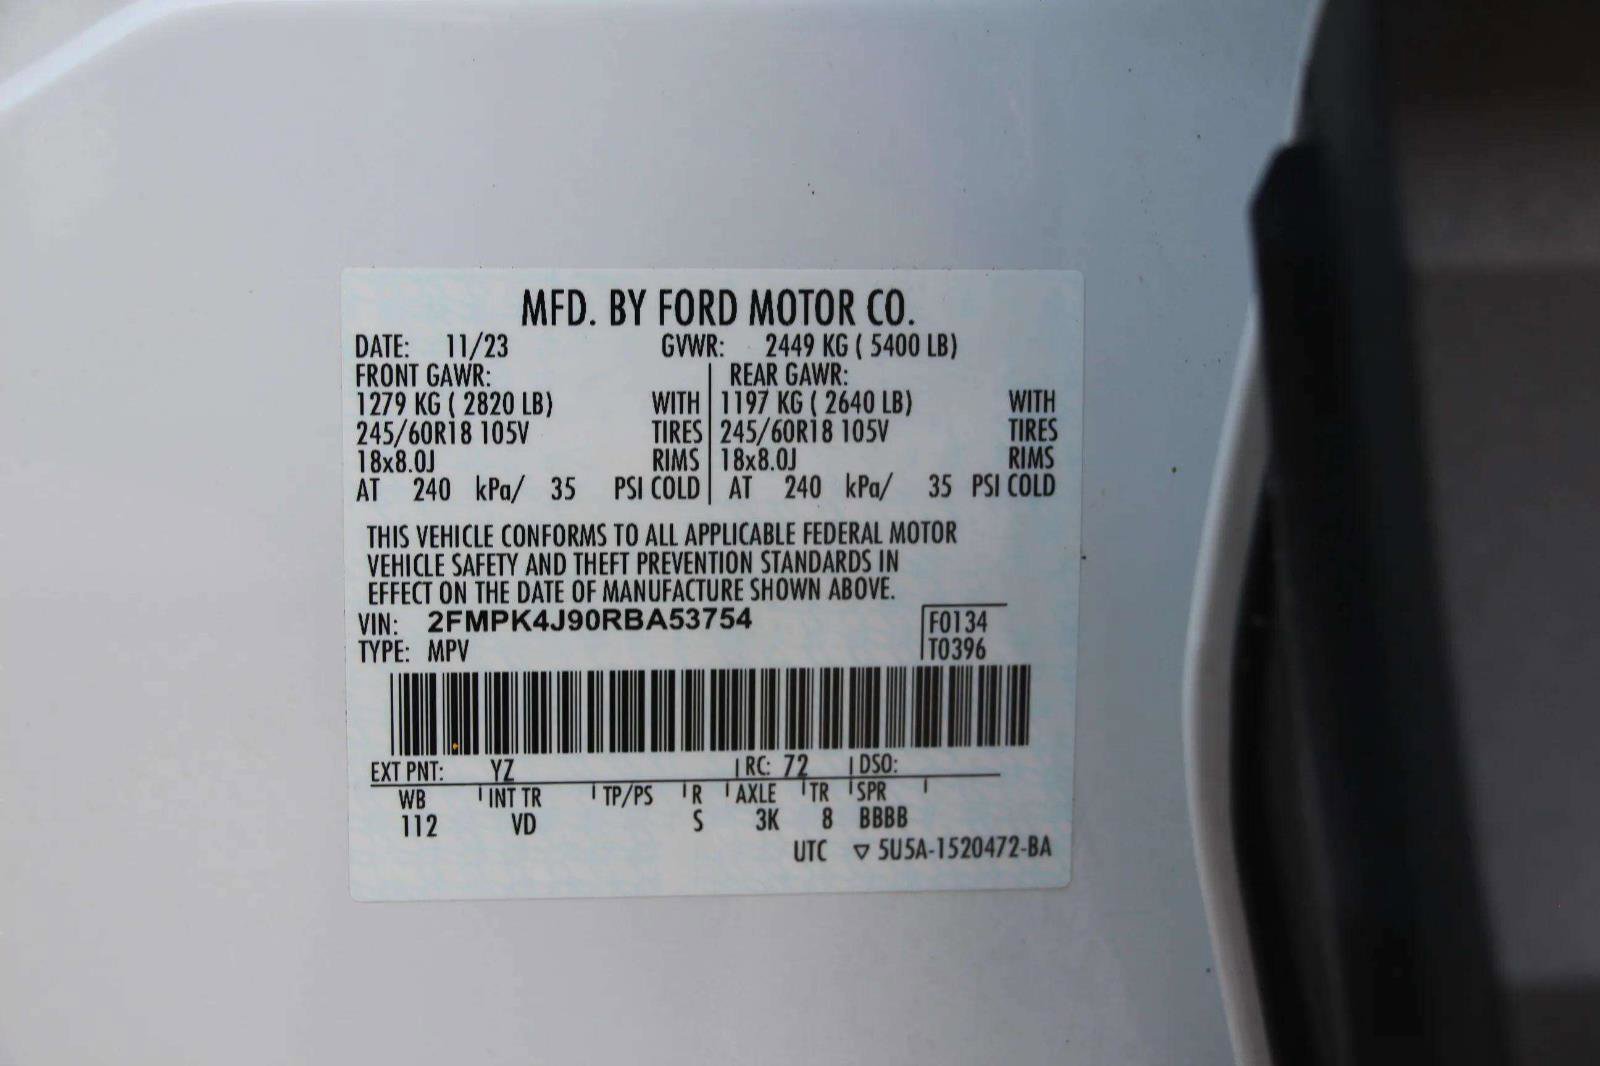 MFD. BY FORD MOTOR CO.
DATE: 11/23 GVWR: 2449 KG ( 5400 LB)
FRONT GAWR: REAR GAWR:
1279 KG ( 2820 LB) WITH 1197 KG ( 2640 LB) WITH
245/60R18 105V TIRES 245/60R18 105V TIRES
18x8.0J RIMS 18x8.0J RIMS
AT 240 kPa/ 35 PSI COLD AT 240 kPa/ 35 PSI COLD
THIS VEHICLE CONFORMS TO ALL APPLICABLE FEDERAL MOTOR
VEHICLE SAFETY AND THEFT PREVENTION STANDARDS IN
EFFECT ON THE DATE OF MANUFACTURE SHOWN ABOVE.
VIN: 2FMPK4J90RBA53754 F0134
TYPE: MPV T0396
EXT PNT: YZ RC: 72 DSO:
WB INT TR TP/PS R AXLE TR SPR
112 VD S 3K 8 BBBB
UTC ▽ 5U5A-1520472-BA